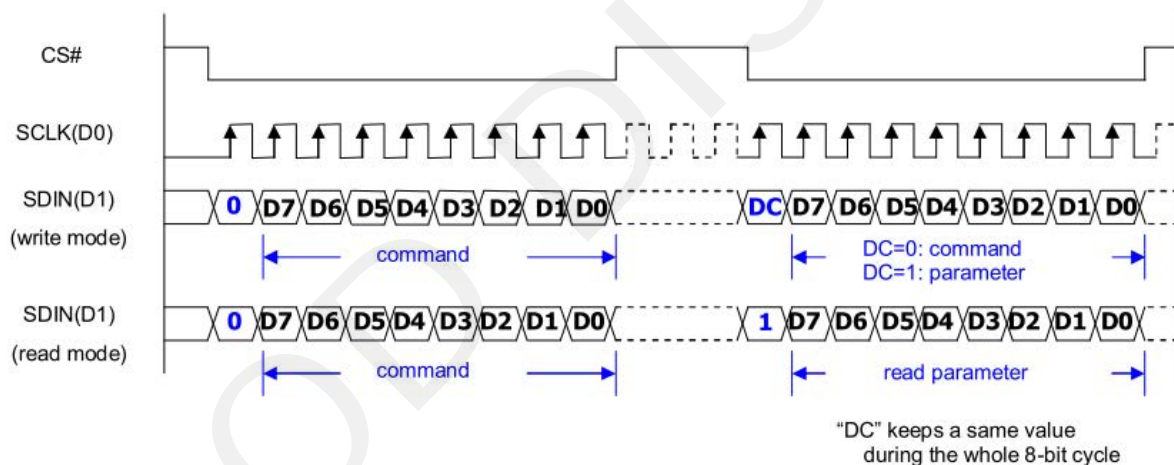 CS#
SCLK(D0)
SDIN(D1)
(write mode)
0 D7 D6 D5 D4 D3 D2 D1 D0
DC D7 D6 D5 D4 D3 D2 D1 D0
command
DC=0: command
DC=1: parameter
SDIN(D1)
(read mode)
0 D7 D6 D5 D4 D3 D2 D1 D0
1 D7 D6 D5 D4 D3 D2 D1 D0
command
read parameter
“DC” keeps a same value
during the whole 8-bit cycle